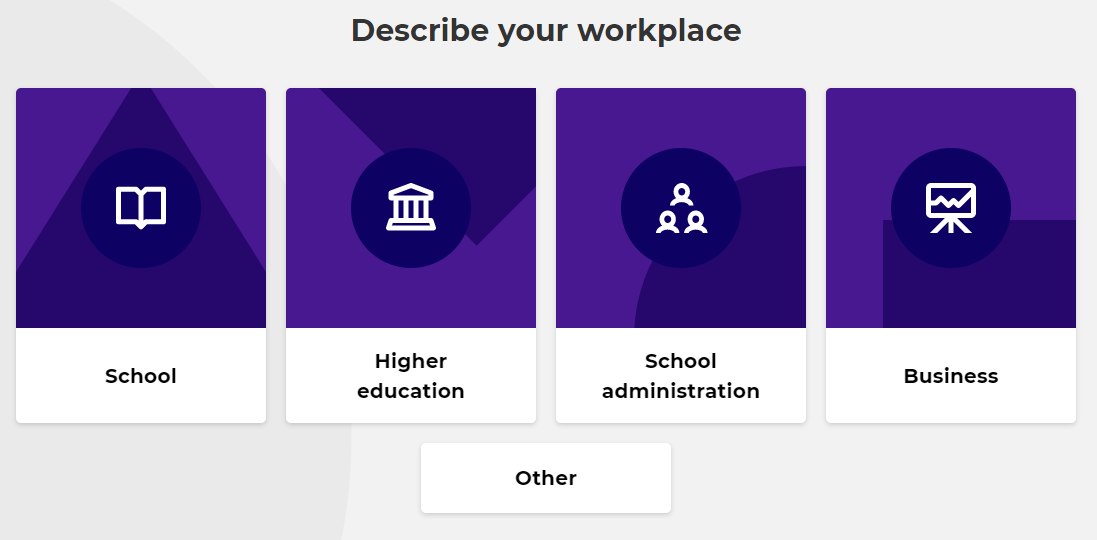 Describe your workplace
School
Higher
education
School
administration
Business
Other